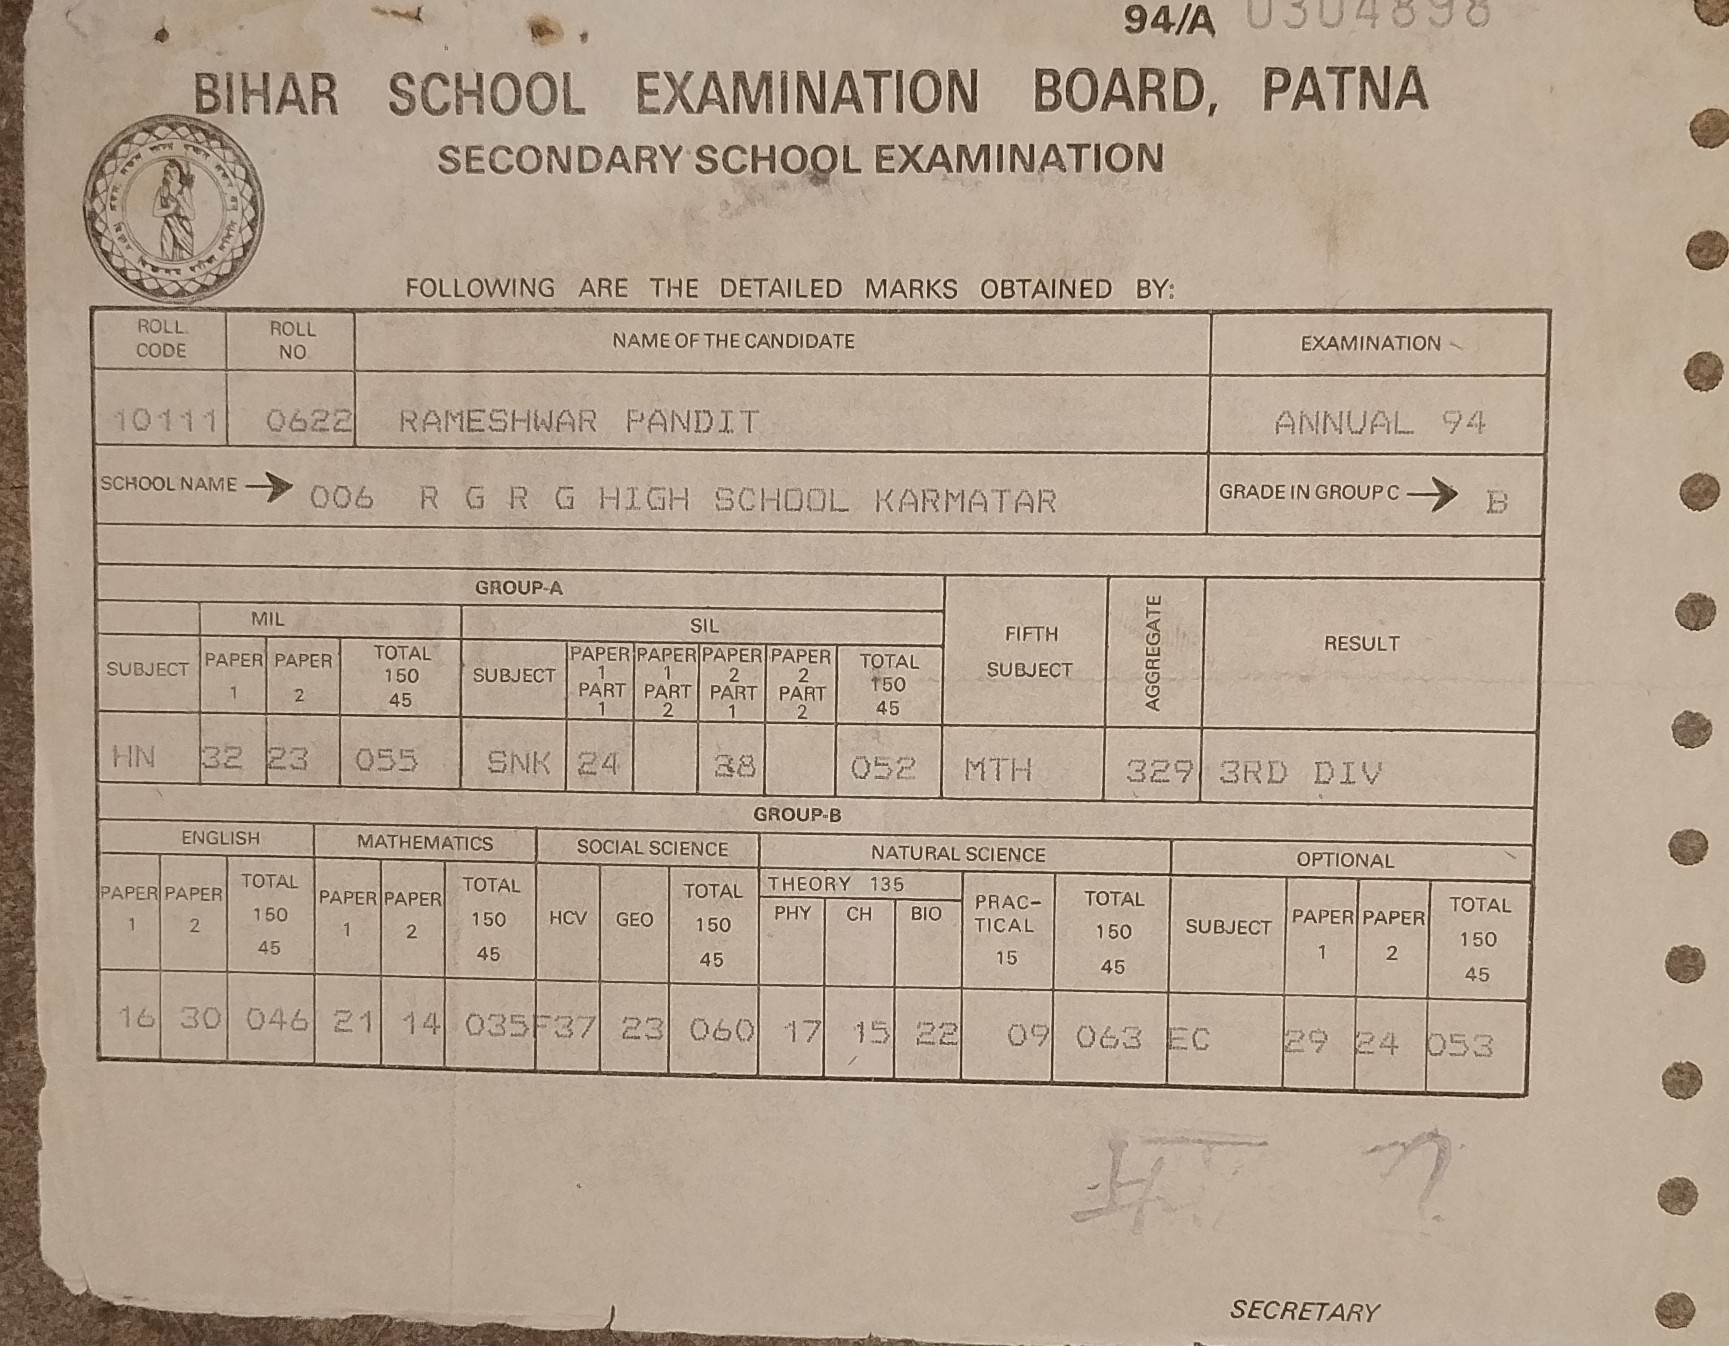 94/A 0304898
BIHAR SCHOOL EXAMINATION BOARD, PATNA
SECONDARY SCHOOL EXAMINATION
FOLLOWING ARE THE DETAILED MARKS OBTAINED BY:
ROLL CODE ROLL NO. NAME OF THE CANDIDATE EXAMINATION
10111 0622 RAMESHWAR PANDIT ANNUAL 94
SCHOOL NAME → 006 R G R G HIGH SCHOOL KARMATAR GRADE IN GROUP C → B
GROUP-A
MIL SIL FIFTH SUBJECT AGGREGATE RESULT
SUBJECT PAPER 1 PAPER 2 TOTAL 150 45 SUBJECT PAPER 1 PART 1 PAPER 1 PART 2 PAPER 2 PART 1 PAPER 2 PART 2 TOTAL 150 45
HN 32 23 055 SNK 24 052 MTH 329 3RD DIV
GROUP-B
ENGLISH MATHEMATICS SOCIAL SCIENCE NATURAL SCIENCE OPTIONAL
PAPER 1 PAPER 2 TOTAL 150 45 PAPER 1 PAPER 2 TOTAL 150 45 HCV GEO TOTAL 150 45 THEORY 135 PHY CH BIO PRAC-TICAL 15 TOTAL 150 45 SUBJECT PAPER 1 PAPER 2 TOTAL 150 45
16 30 046 21 14 035F 37 23 060 17 15 22 09 063 EC 29 24 053
SECRETARY